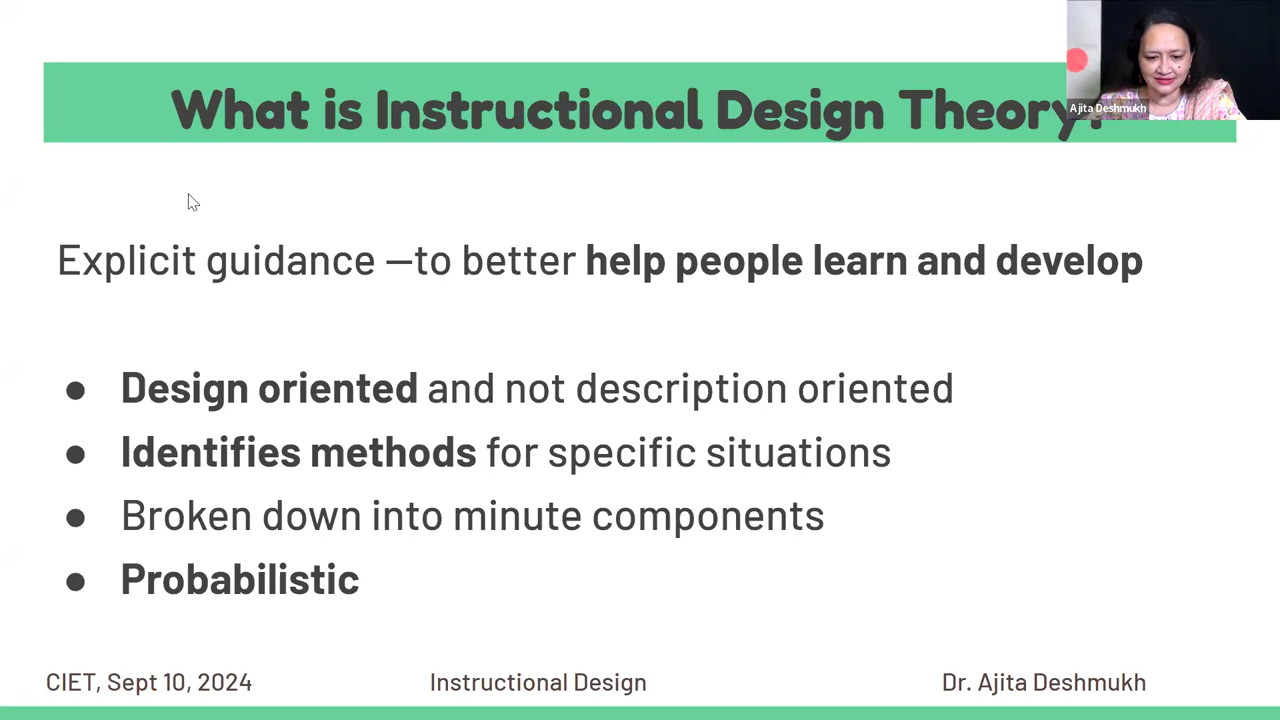 What is Instructional Design Theory?
Ajita Deshmukh
Explicit guidance —to better help people learn and develop
● Design oriented and not description oriented
● Identifies methods for specific situations
● Broken down into minute components
● Probabilistic
CIET, Sept 10, 2024
Instructional Design
Dr. Ajita Deshmukh